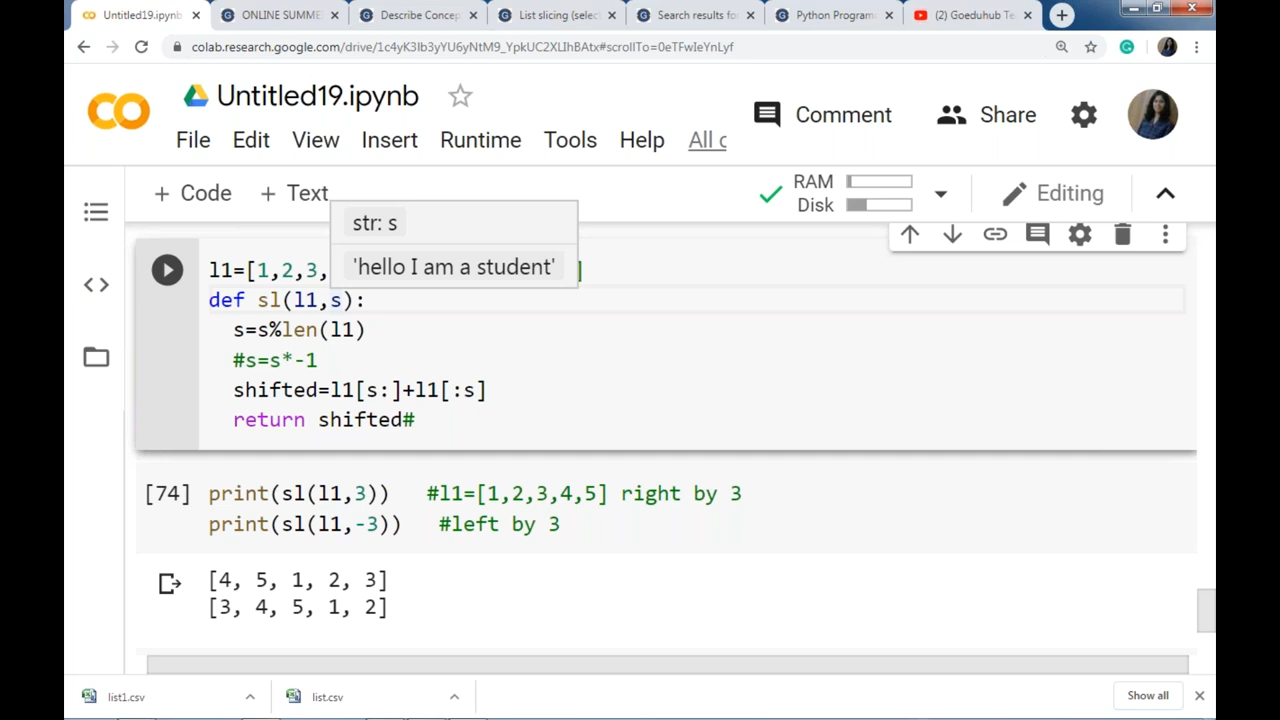 Untitled19.ipynb
ONLINE SUMME
Describe Concep
List slicing (selec
Search results fo
Python Program
(2) Goeduhub Te
colab.research.google.com/drive/1c4yK3Ib3yYU6yNtM9_YpkUC2XLIhBAtx#scrollTo=0eTFwIeYnLyf
Untitled19.ipynb
Comment
Share
File Edit View Insert Runtime Tools Help All c
+ Code + Text
RAM
Disk
Editing
str: s
'hello I am a student'
l1=[1,2,3, ]
def sl(l1,s):
s=s%len(l1)
#s=s*-1
shifted=l1[s:]+l1[:s]
return shifted#
[74] print(sl(l1,3)) #l1=[1,2,3,4,5] right by 3
print(sl(l1,-3)) #left by 3
[4, 5, 1, 2, 3]
[3, 4, 5, 1, 2]
list1.csv
list.csv
Show all